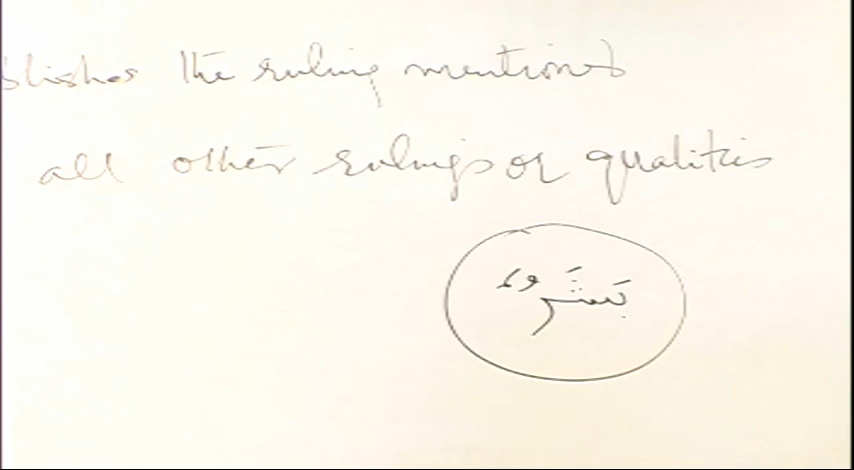 blishes the ruling mentioned
all other rulings or qualities
بَشَرٌ